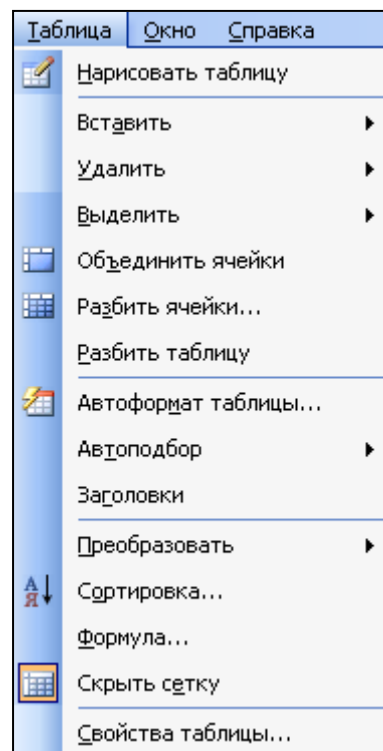 Таблица Окно Справка
Нарисовать таблицу
Вставить
Удалить
Выделить
Объединить ячейки
Разбить ячейки...
Разбить таблицу
Автоформат таблицы...
Автоподбор
Заголовки
Преобразовать
Сортировка...
Формула...
Скрыть сетку
Свойства таблицы...